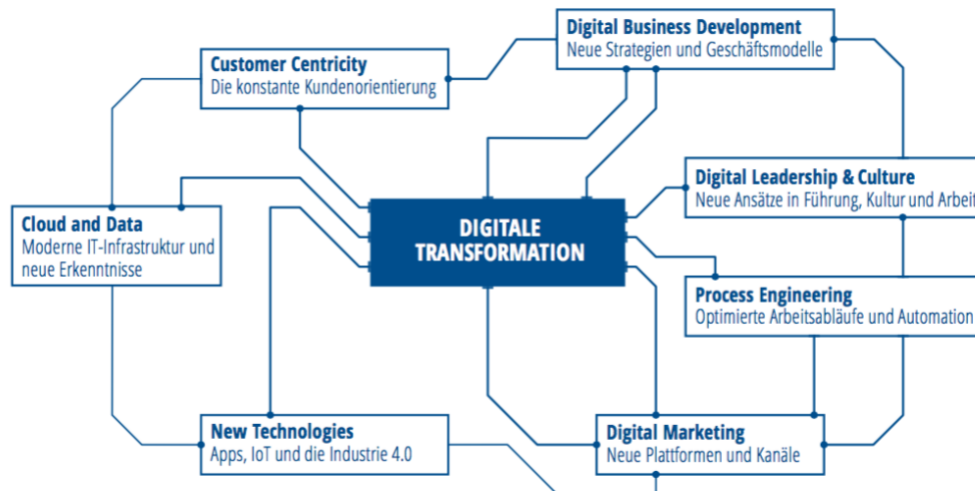 Digital Business Development
Neue Strategien und Geschäftsmodelle
Customer Centricity
Die konstante Kundenorientierung
Digital Leadership & Culture
Neue Ansätze in Führung, Kultur und Arbeit
Cloud and Data
Moderne IT-Infrastruktur und
neue Erkenntnisse
DIGITALE
TRANSFORMATION
Process Engineering
Optimierte Arbeitsabläufe und Automation
New Technologies
Apps, IoT und die Industrie 4.0
Digital Marketing
Neue Plattformen und Kanäle